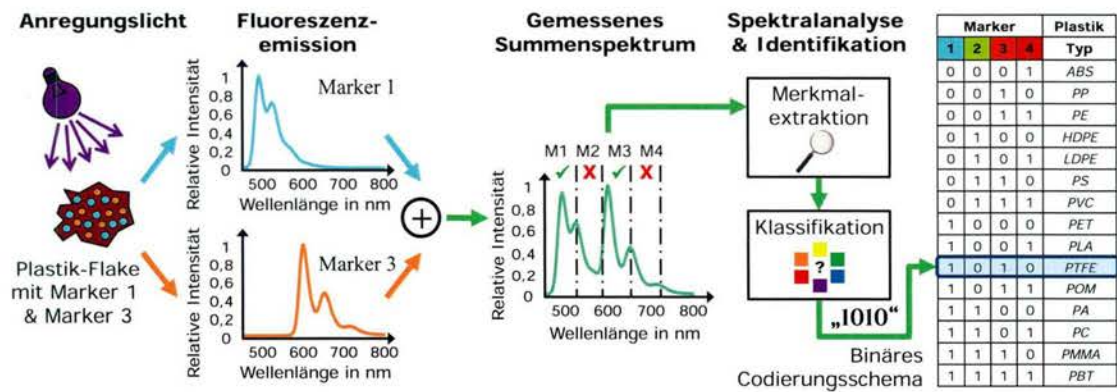 Anregungslicht
Plastik-Flake
mit Marker 1
& Marker 3
Fluoreszenz-
emission
Relative Intensität
1
0.8
0.6
0.4
0.2
0
Marker 1
500 600 700 800
Wellenlänge in nm
Relative Intensität
1
0.8
0.6
0.4
0.2
0
Marker 3
500 600 700 800
Wellenlänge in nm
+
Gemessenes
Summenspektrum
M1 M2 M3 M4
✓ X ✓ X
Relative Intensität
1
0.8
0.6
0.4
0.2
0
500 600 700 800
Wellenlänge in nm
Spektralanalyse
& Identifikation
Merkmal-
extraktion
Klassifikation
?
„1010“
Binäres
Codierungsschema
Marker Plastik
1 2 3 4 Typ
0 0 0 1 ABS
0 0 1 0 PP
0 0 1 1 PE
0 1 0 0 HDPE
0 1 0 1 LDPE
0 1 1 0 PS
0 1 1 1 PVC
1 0 0 0 PET
1 0 0 1 PLA
1 0 1 0 PTFE
1 0 1 1 POM
1 1 0 0 PA
1 1 0 1 PC
1 1 1 0 PMMA
1 1 1 1 PBT